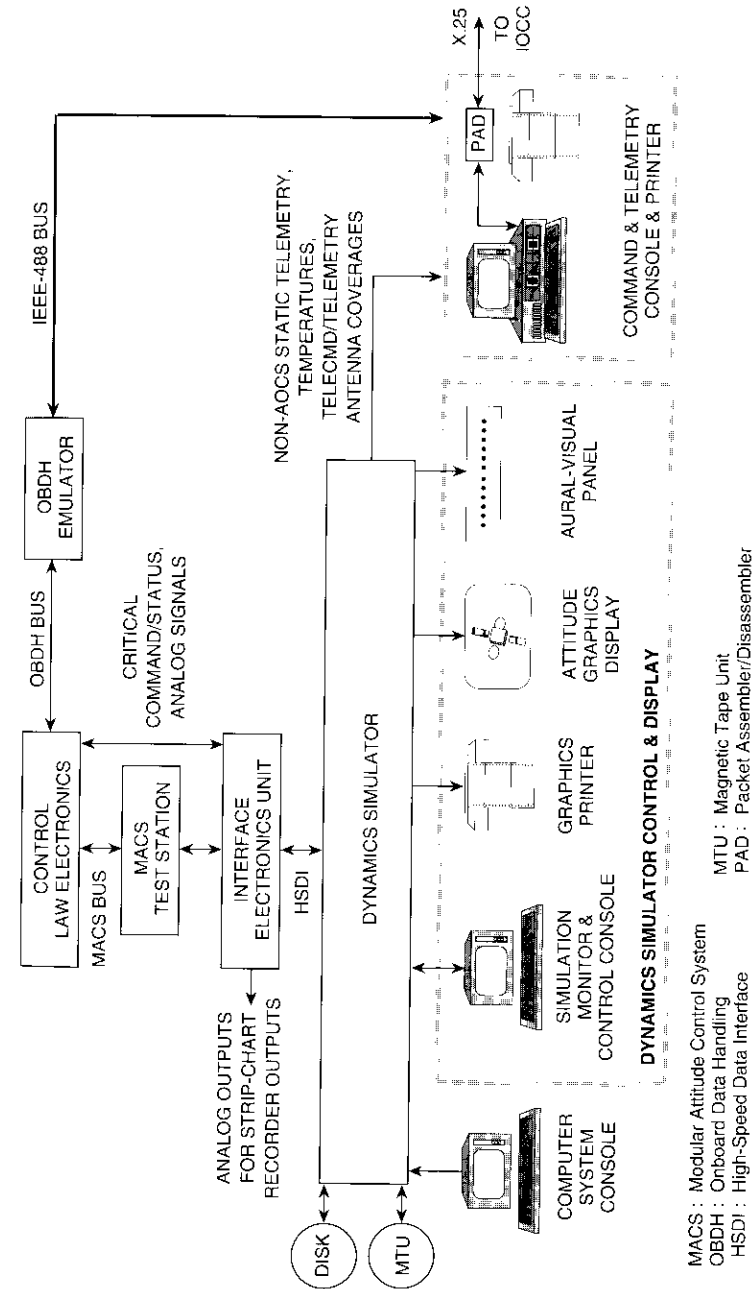 CONTROL
LAW ELECTRONICS
OBDH BUS
OBDH
EMULATOR
IEEE-488 BUS
MACS BUS
MACS
TEST STATION
CRITICAL
COMMAND/STATUS,
ANALOG SIGNALS
INTERFACE
ELECTRONICS UNIT
ANALOG OUTPUTS
FOR STRIP-CHART
RECORDER OUTPUTS
HSDI
NON-AOCS STATIC TELEMETRY,
TEMPERATURES,
TELECMD/TELEMETRY
ANTENNA COVERAGES
DISK
MTU
DYNAMICS SIMULATOR
X.25
TO
IOCC
PAD
COMPUTER
SYSTEM
CONSOLE
SIMULATION
MONITOR &
CONTROL CONSOLE
GRAPHICS
PRINTER
ATTITUDE
GRAPHICS
DISPLAY
AURAL-VISUAL
PANEL
COMMAND & TELEMETRY
CONSOLE & PRINTER
DYNAMICS SIMULATOR CONTROL & DISPLAY
MACS : Modular Attitude Control System
OBDH : Onboard Data Handling
HSDI : High-Speed Data Interface
MTU : Magnetic Tape Unit
PAD : Packet Assembler/Disassembler